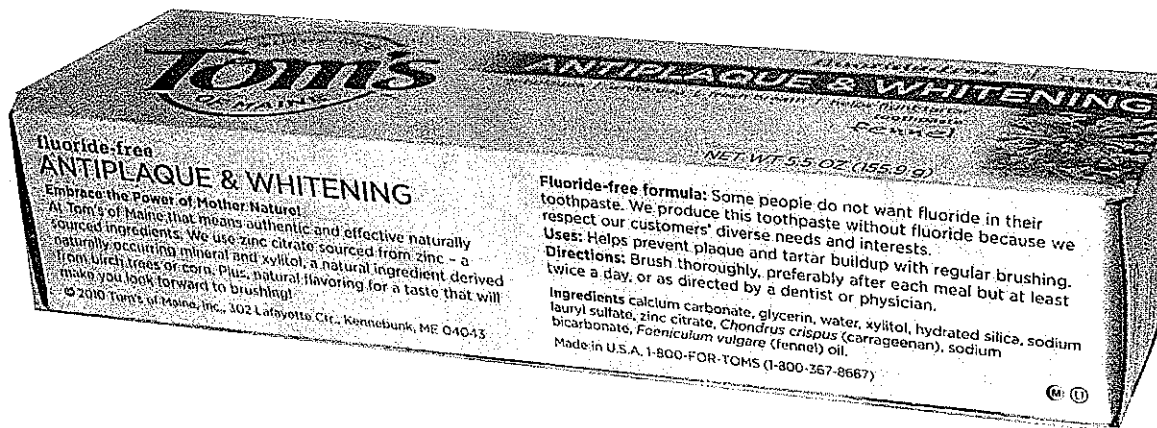 Tom's
OF MAINE
ANTIPLAQUE & WHITENING
toothpaste
fennel
NET WT 5.5 OZ (155.9 g)
fluoride-free
ANTIPLAQUE & WHITENING
Embrace the Power of Mother Nature!
At Tom's of Maine that means authentic and effective naturally
sourced ingredients. We use zinc citrate sourced from zinc – a
naturally occurring mineral and xylitol, a natural ingredient derived
from birch trees or corn. Plus, natural flavoring for a taste that will
make you look forward to brushing!
© 2010 Tom's of Maine, Inc., 302 Lafayette Ctr., Kennebunk, ME 04043
Fluoride-free formula: Some people do not want fluoride in their
toothpaste. We produce this toothpaste without fluoride because we
respect our customers' diverse needs and interests.
Uses: Helps prevent plaque and tartar buildup with regular brushing.
Directions: Brush thoroughly, preferably after each meal but at least
twice a day, or as directed by a dentist or physician.
Ingredients calcium carbonate, glycerin, water, xylitol, hydrated silica, sodium
lauryl sulfate, zinc citrate, Chondrus crispus (carrageenan), sodium
bicarbonate, Foeniculum vulgare (fennel) oil.
Made in U.S.A. 1-800-FOR-TOMS (1-800-367-8667)